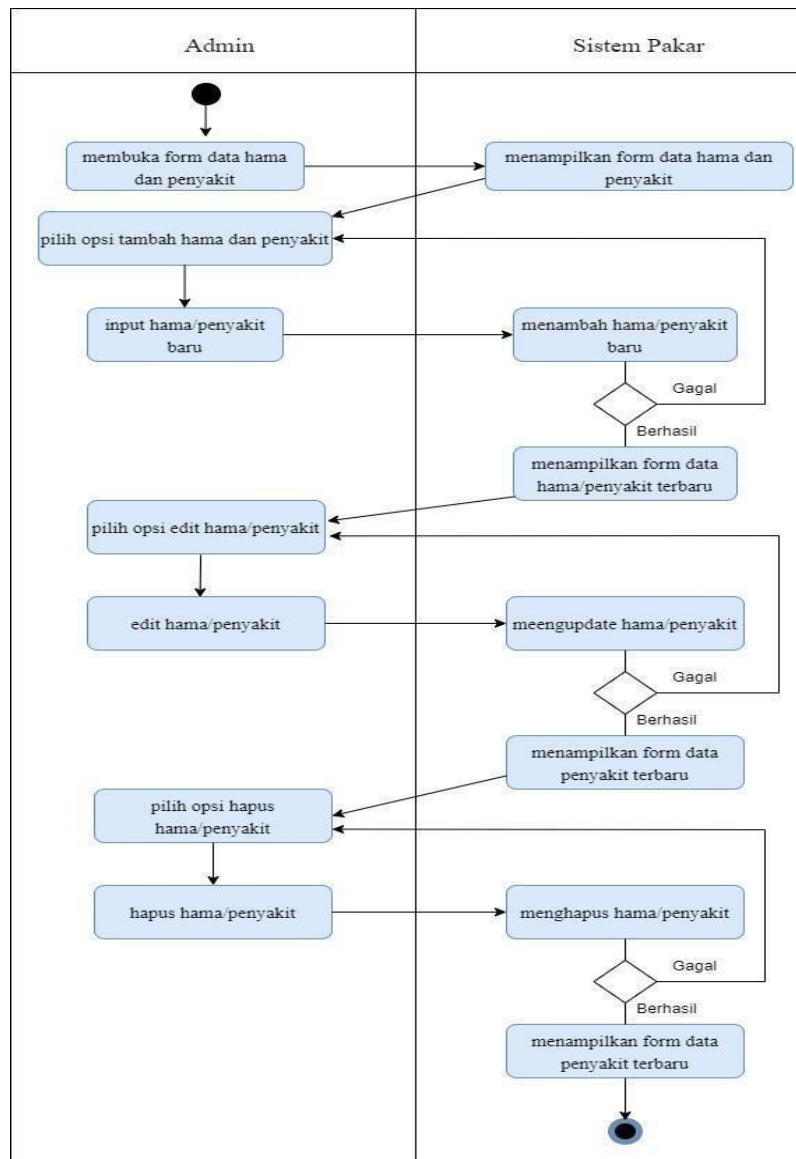 Admin
Sistem Pakar
membuka form data hama
dan penyakit
menampilkan form data hama dan
penyakit
pilih opsi tambah hama dan penyakit
input hama/penyakit
baru
menambah hama/penyakit
baru
Gagal
Berhasil
menampilkan form data
hama/penyakit terbaru
pilih opsi edit hama/penyakit
edit hama/penyakit
meengupdate hama/penyakit
Gagal
Berhasil
menampilkan form data
penyakit terbaru
pilih opsi hapus
hama/penyakit
hapus hama/penyakit
menghapus hama/penyakit
Gagal
Berhasil
menampilkan form data
penyakit terbaru